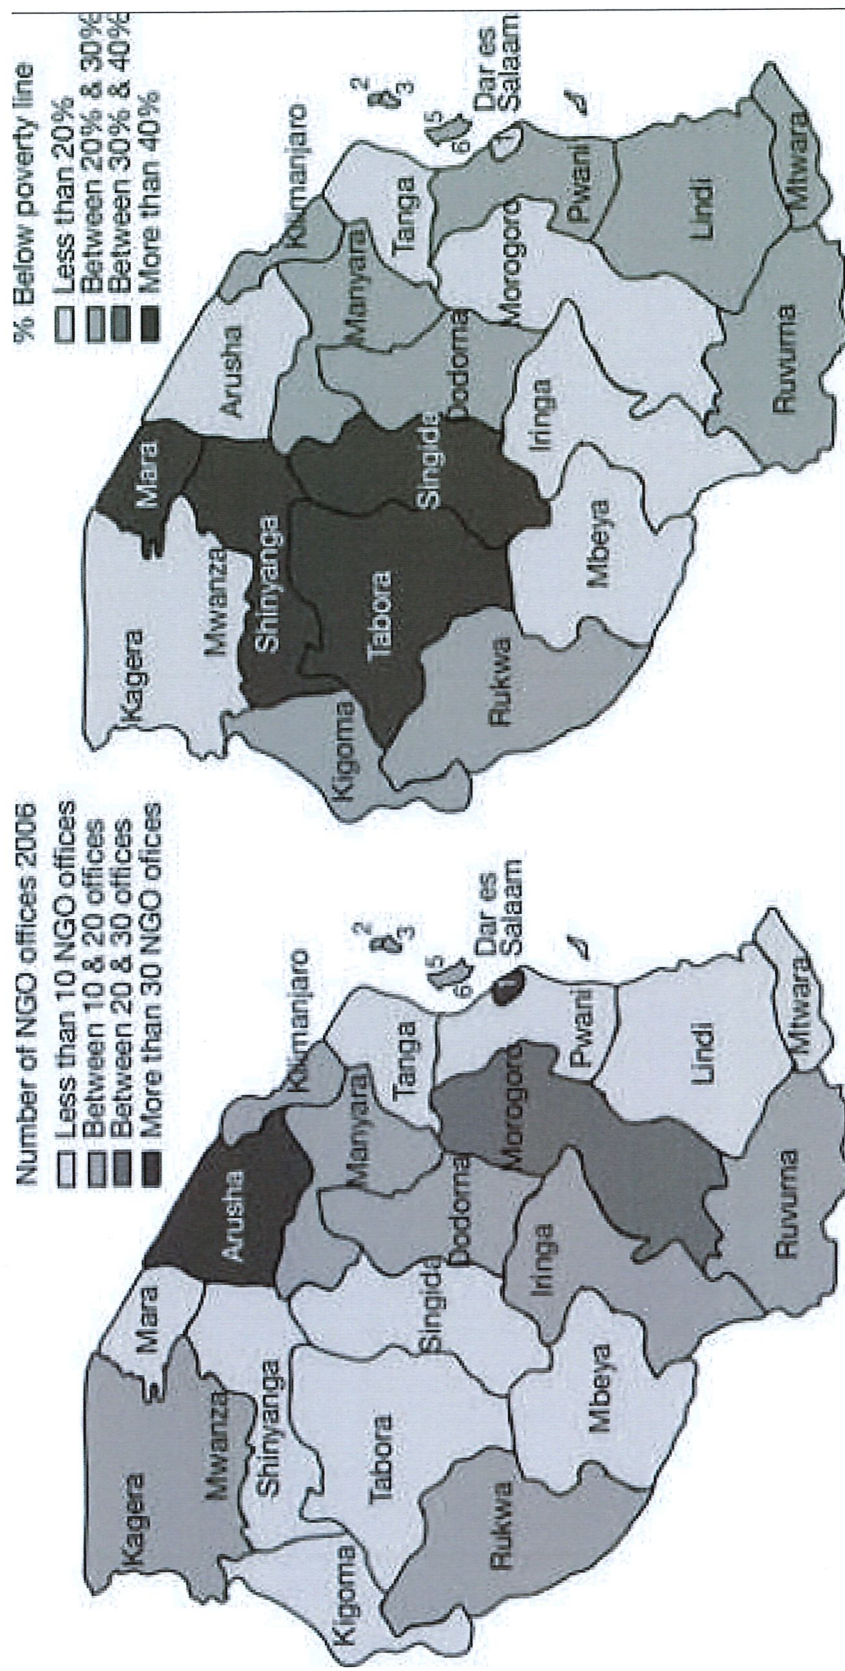 Number of NGO offices 2006
Less than 10 NGO offices
Between 10 & 20 offices
Between 20 & 30 offices
More than 30 NGO ofices
Kagera
Mara
Mwanza
Arusha
Shinyanga
Kilimanjaro
Kigoma
Manyara
Tabora
Tanga
2
3
Singida
Dodoma
5
6
Rukwa
Morogoro
1
Dar es
Salaam
Iringa
Pwani
Mbeya
Lindi
Ruvuma
Mtwara
% Below poverty line
Less than 20%
Between 20% & 30%
Between 30% & 40%
More than 40%
Kagera
Mara
Mwanza
Arusha
Shinyanga
Kilimanjaro
Kigoma
Manyara
Tabora
Tanga
2
3
Singida
Dodoma
5
6
Rukwa
Morogoro
1
Dar es
Salaam
Iringa
Pwani
Mbeya
Lindi
Ruvuma
Mtwara